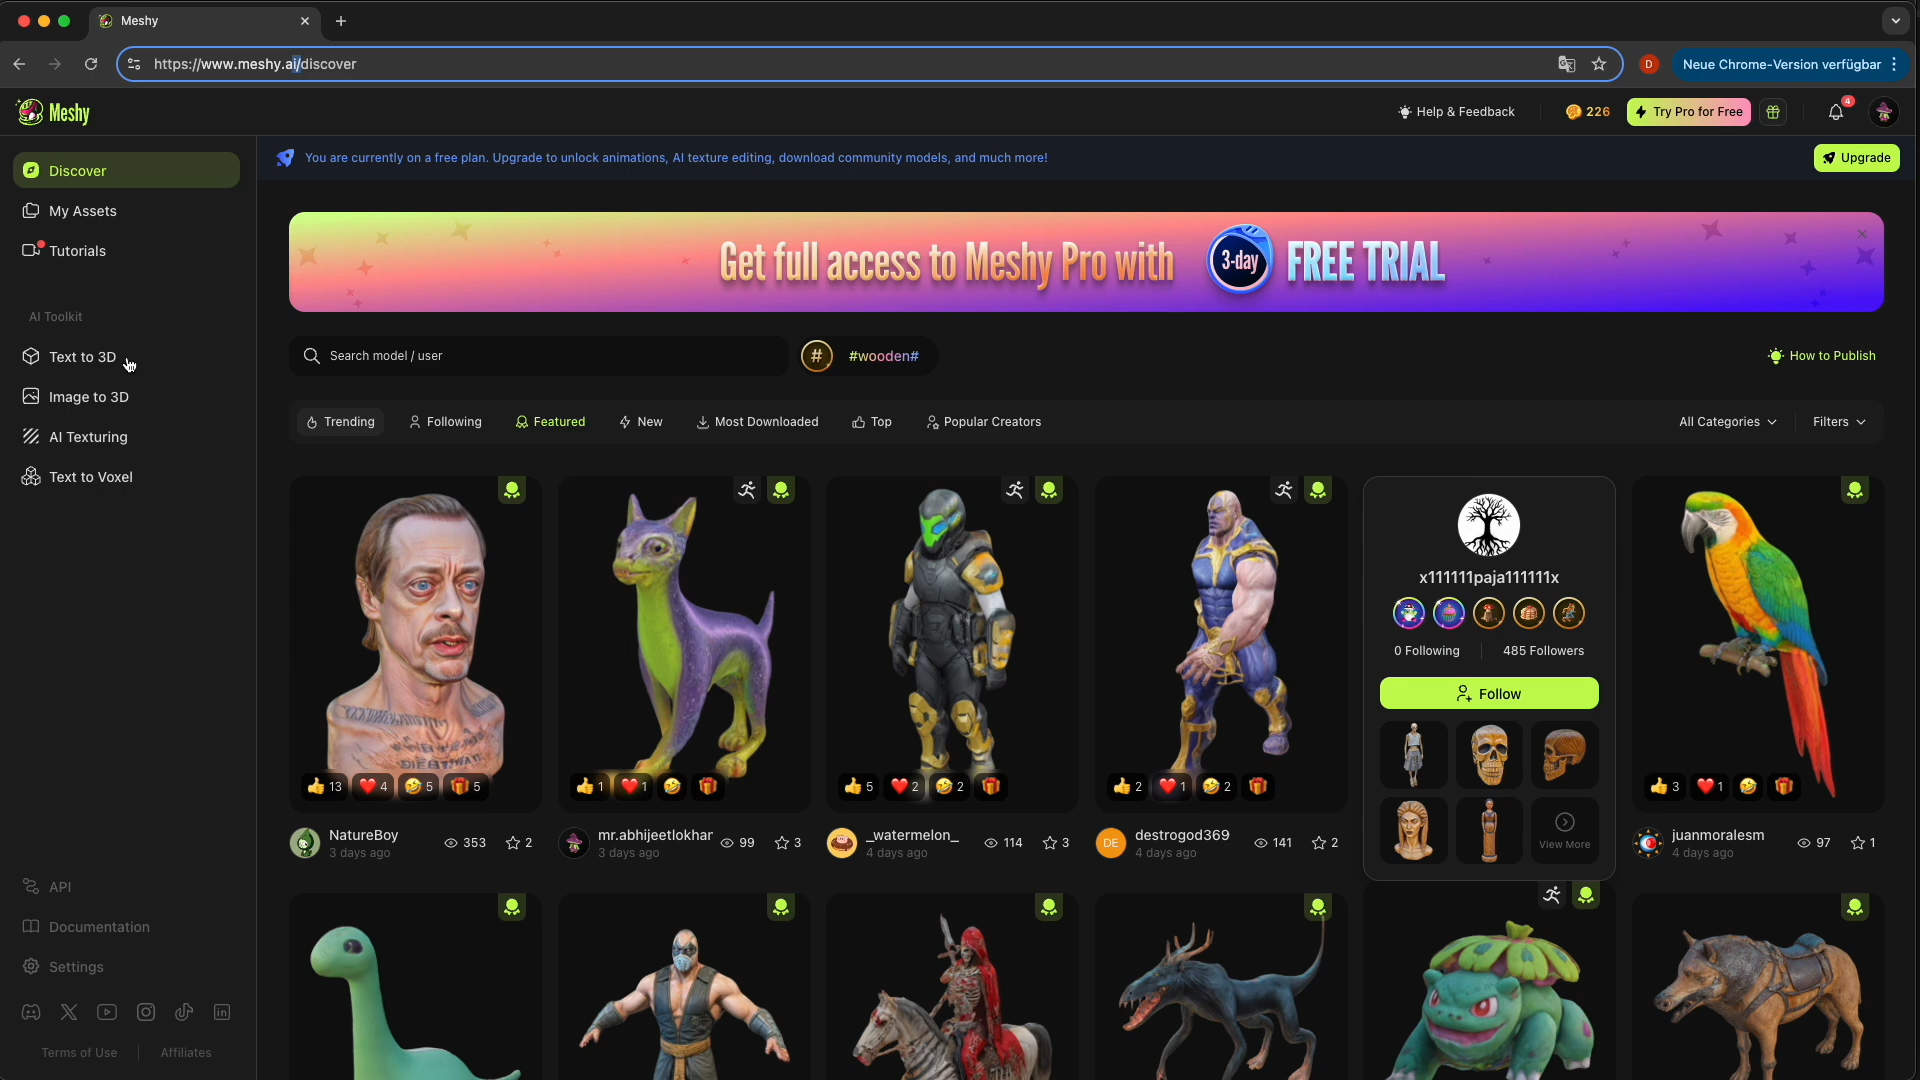 Meshy
https://www.meshy.ai/discover
D
Neue Chrome-Version verfügbar
Meshy
Help & Feedback
226
Try Pro for Free
4
Discover
My Assets
Tutorials
AI Toolkit
Text to 3D
Image to 3D
AI Texturing
Text to Voxel
API
Documentation
Settings
Terms of Use
Affiliates
You are currently on a free plan. Upgrade to unlock animations, AI texture editing, download community models, and much more!
Upgrade
Get full access to Meshy Pro with 3-day FREE TRIAL
Search model / user
# #wooden#
How to Publish
Trending
Following
Featured
New
Most Downloaded
Top
Popular Creators
All Categories
Filters
13 4 5 5
NatureBoy 353 2
3 days ago
1 1
mr.abhijeetlokhar 99 3
3 days ago
5 2 2
_watermelon_ 114 3
4 days ago
2 1 2
DE
destrogod369 141 2
4 days ago
x111111paja111111x
0 Following
485 Followers
Follow
View More
3 1
juanmoralesm 97 1
4 days ago